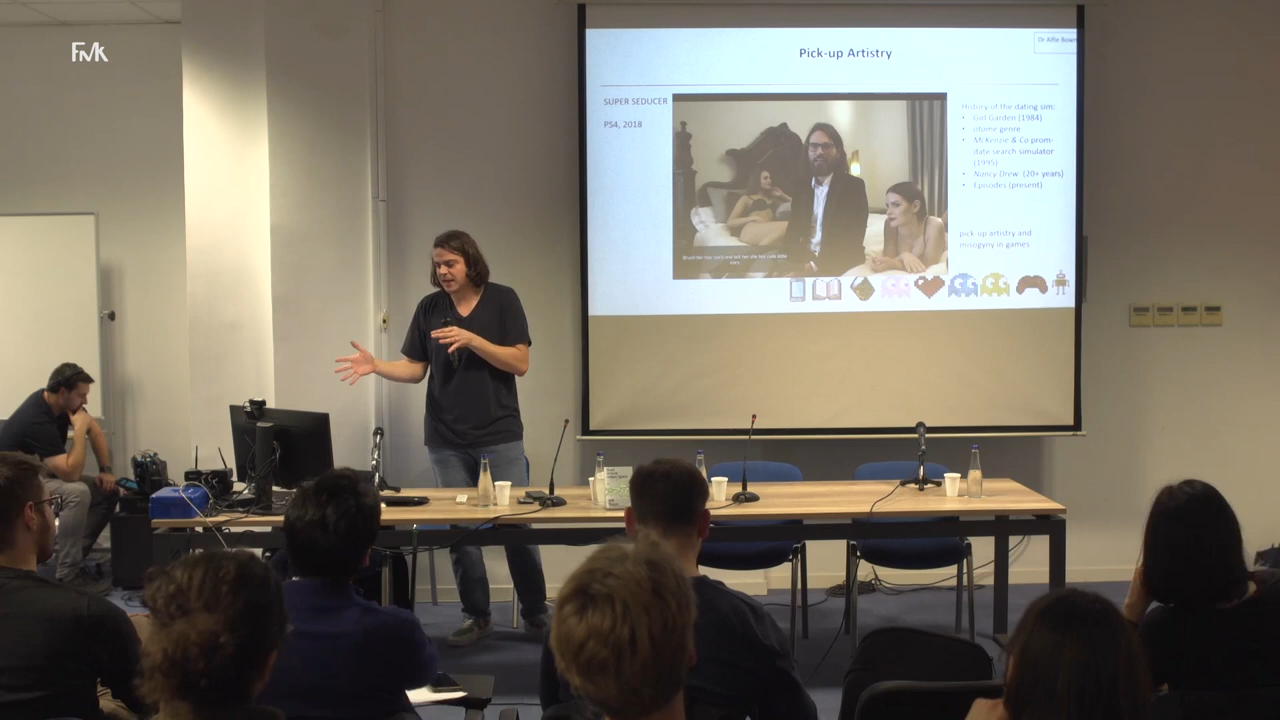 FMK
Dr Alfie Bown
Pick-up Artistry
SUPER SEDUCER
PS4, 2018
History of the dating sim:
• Girl Garden (1984)
• otome genre
• McKenzie & Co prom-
date search simulator
(1995)
• Nancy Drew (20+ years)
• Episodes (present)
pick-up artistry and
misogyny in games